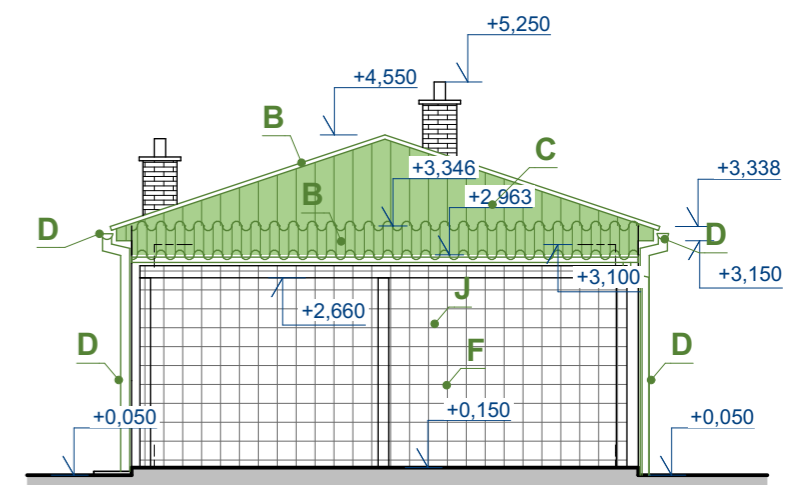 +5,250
+4,550
B
C
+3,346
+3,338
+2,963
B
D
D
+3,150
+3,100
J
+2,660
D
F
D
+0,050
+0,150
+0,050